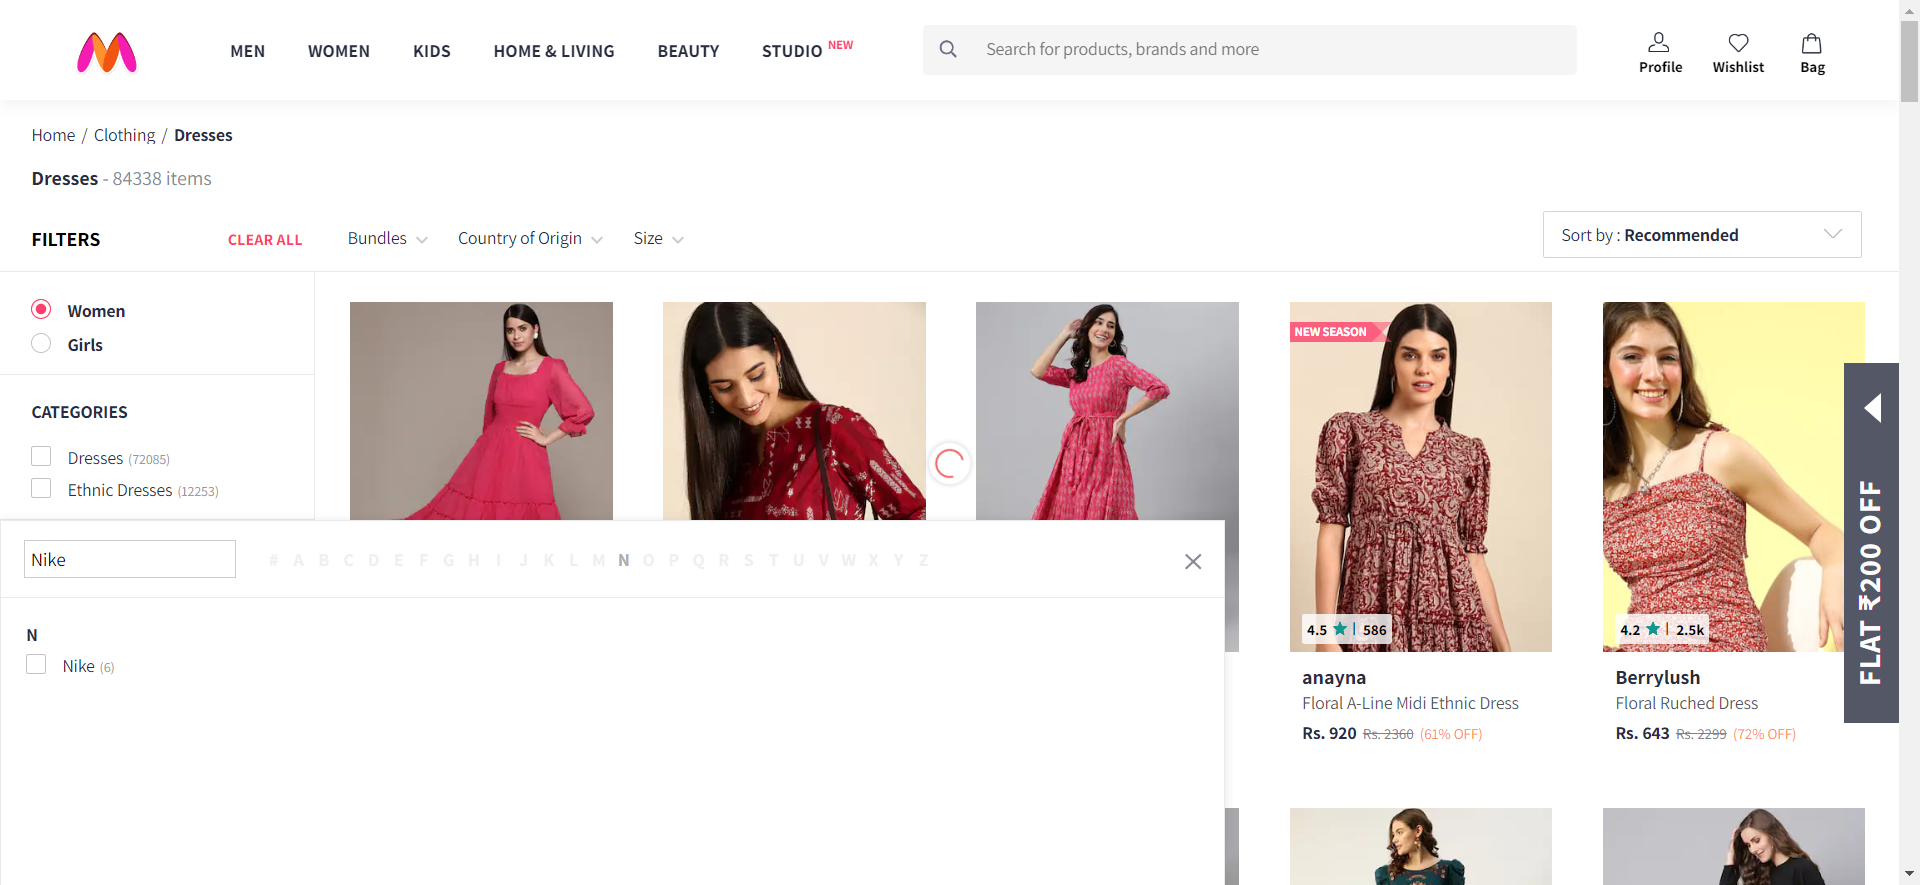 MEN WOMEN KIDS HOME & LIVING BEAUTY STUDIO NEW
Search for products, brands and more
Profile Wishlist Bag
Home / Clothing / Dresses
Dresses - 84338 items
FILTERS CLEAR ALL
Bundles Country of Origin Size
Sort by : Recommended
Women
Girls
CATEGORIES
Dresses (72085)
Ethnic Dresses (12253)
Nike
# A B C D E F G H I J K L M N O P Q R S T U V W X Y Z
N
Nike (6)
NEW SEASON
4.5 | 586
anayna
Floral A-Line Midi Ethnic Dress
Rs. 920 Rs. 2360 (61% OFF)
4.2 | 2.5k
Berrylush
Floral Ruched Dress
Rs. 643 Rs. 2299 (72% OFF)
FLAT ₹200 OFF